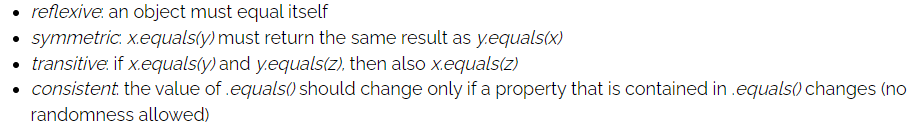 • reflexive: an object must equal itself
• symmetric: x.equals(y) must return the same result as y.equals(x)
• transitive: if x.equals(y) and y.equals(z), then also x.equals(z)
• consistent: the value of .equals() should change only if a property that is contained in .equals() changes (no
randomness allowed)